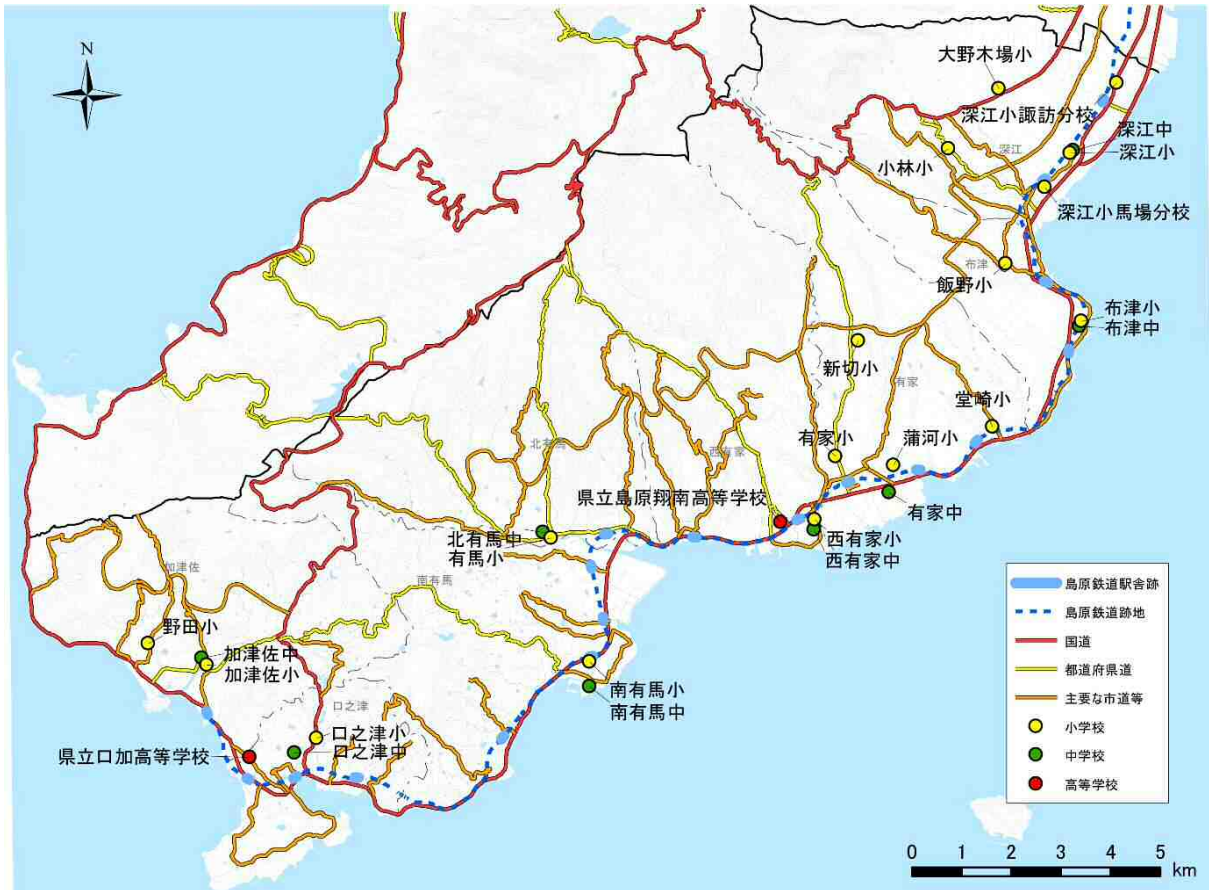 N
大野木場小
深江小諏訪分校
深江中
深江小
深江
小林小
深江小馬場分校
布津
飯野小
布津小
布津中
新切小
有家
堂崎小
北有馬
西有家
有家小
蒲河小
県立島原翔南高等学校
有家中
北有馬中
有馬小
西有家小
西有家中
加津佐
南有馬
野田小
加津佐中
加津佐小
南有馬小
南有馬中
口之津
口之津小
口之津中
県立口加高等学校
島原鉄道駅舎跡
島原鉄道跡地
国道
都道府県道
主要な市道等
小学校
中学校
高等学校
0 1 2 3 4 5
km